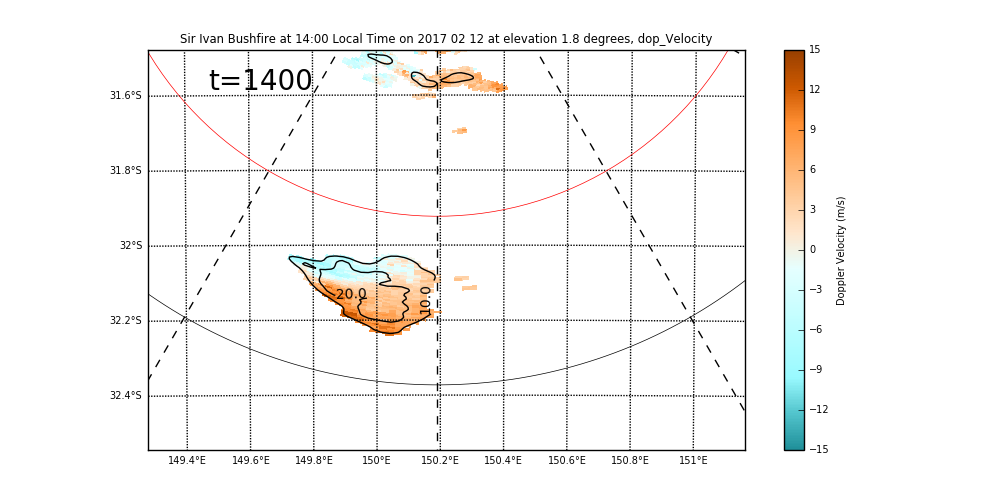 Sir Ivan Bushfire at 14:00 Local Time on 2017 02 12 at elevation 1.8 degrees, dop_Velocity
t=1400
31.6°S
31.8°S
32°S
32.2°S
32.4°S
20.0
10.0
149.4°E 149.6°E 149.8°E 150°E 150.2°E 150.4°E 150.6°E 150.8°E 151°E
15
12
9
6
3
0
−3
−6
−9
−12
−15
Doppler Velocity (m/s)